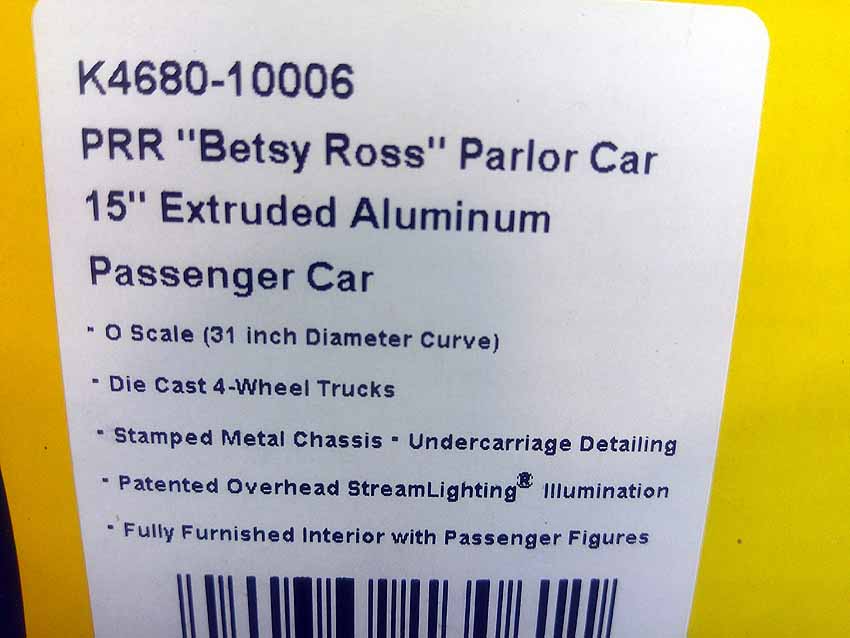 K4680-10006
PRR "Betsy Ross" Parlor Car
15" Extruded Aluminum
Passenger Car
· O Scale (31 inch Diameter Curve)
· Die Cast 4-Wheel Trucks
· Stamped Metal Chassis · Undercarriage Detailing
· Patented Overhead StreamLighting® Illumination
· Fully Furnished Interior with Passenger Figures